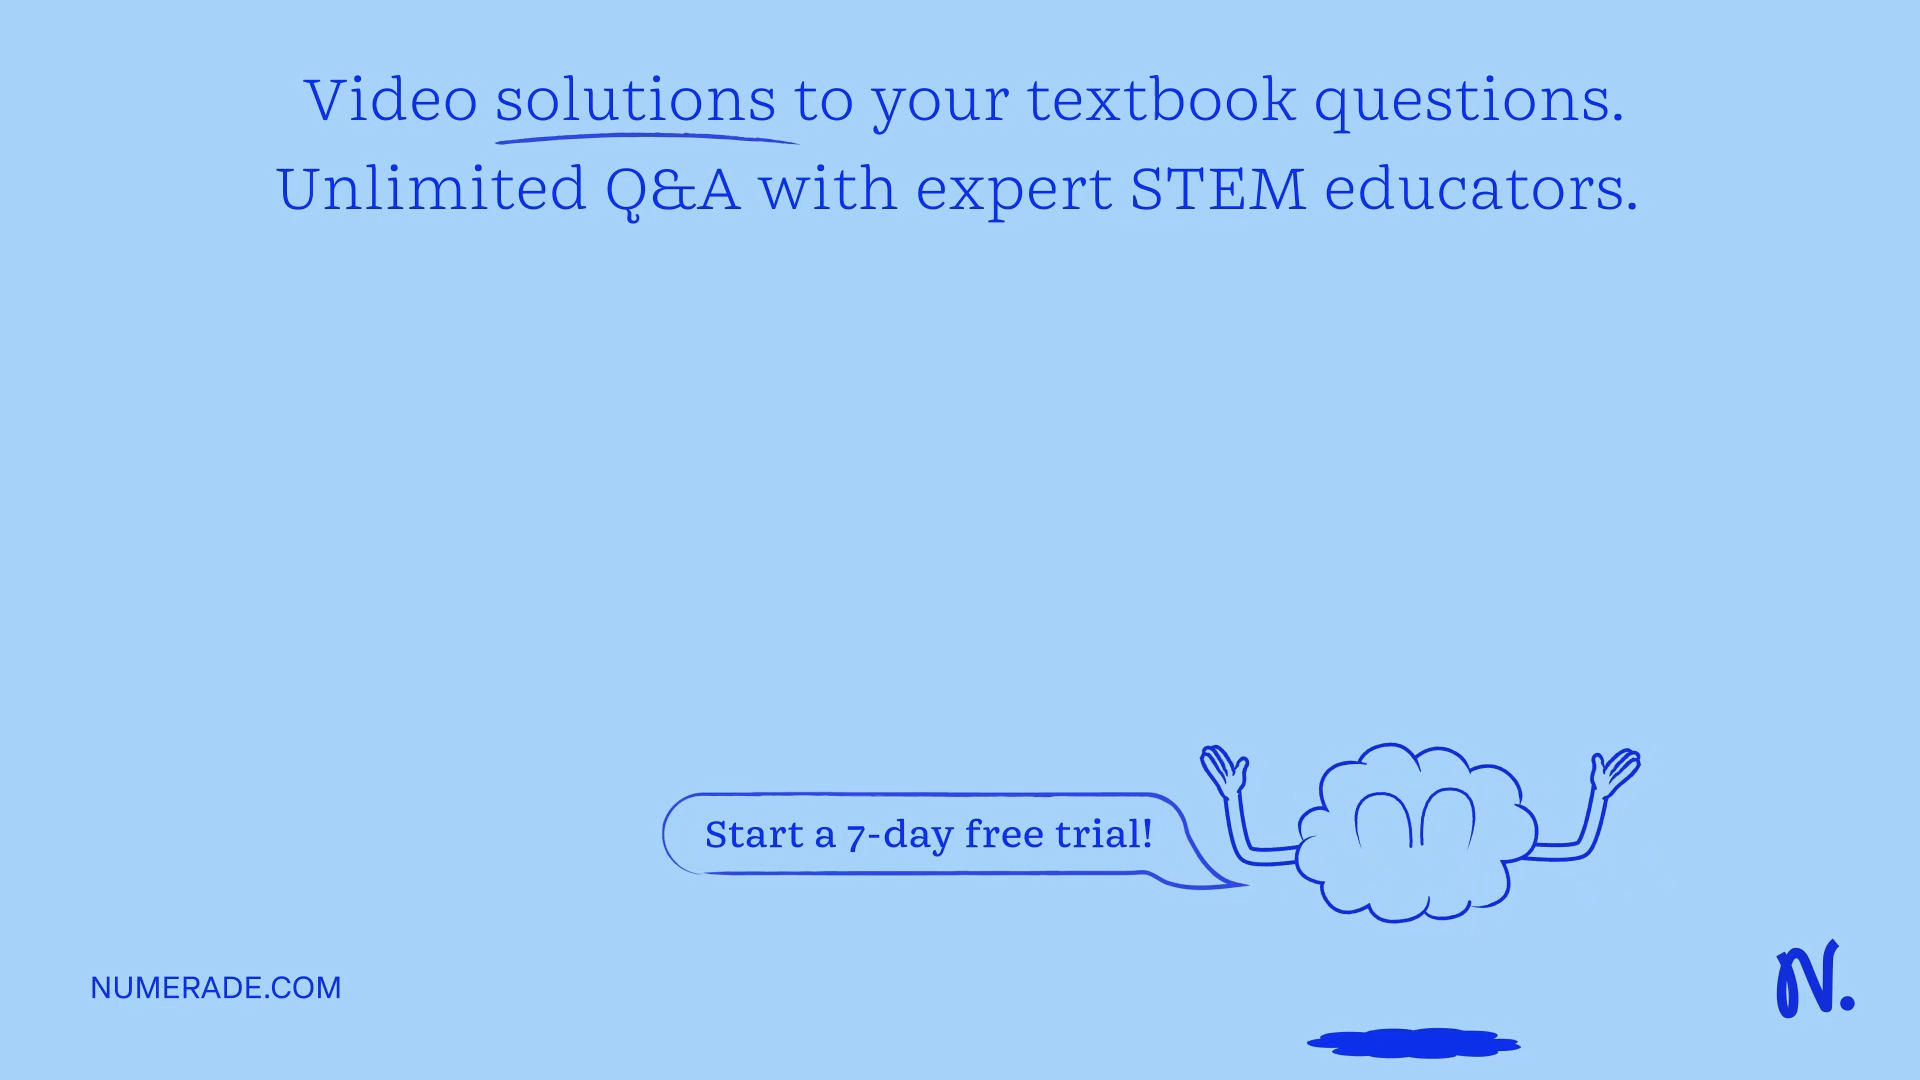 Video solutions to your textbook questions.
Unlimited Q&A with expert STEM educators.
Start a 7-day free trial!
NUMERADE.COM
N.